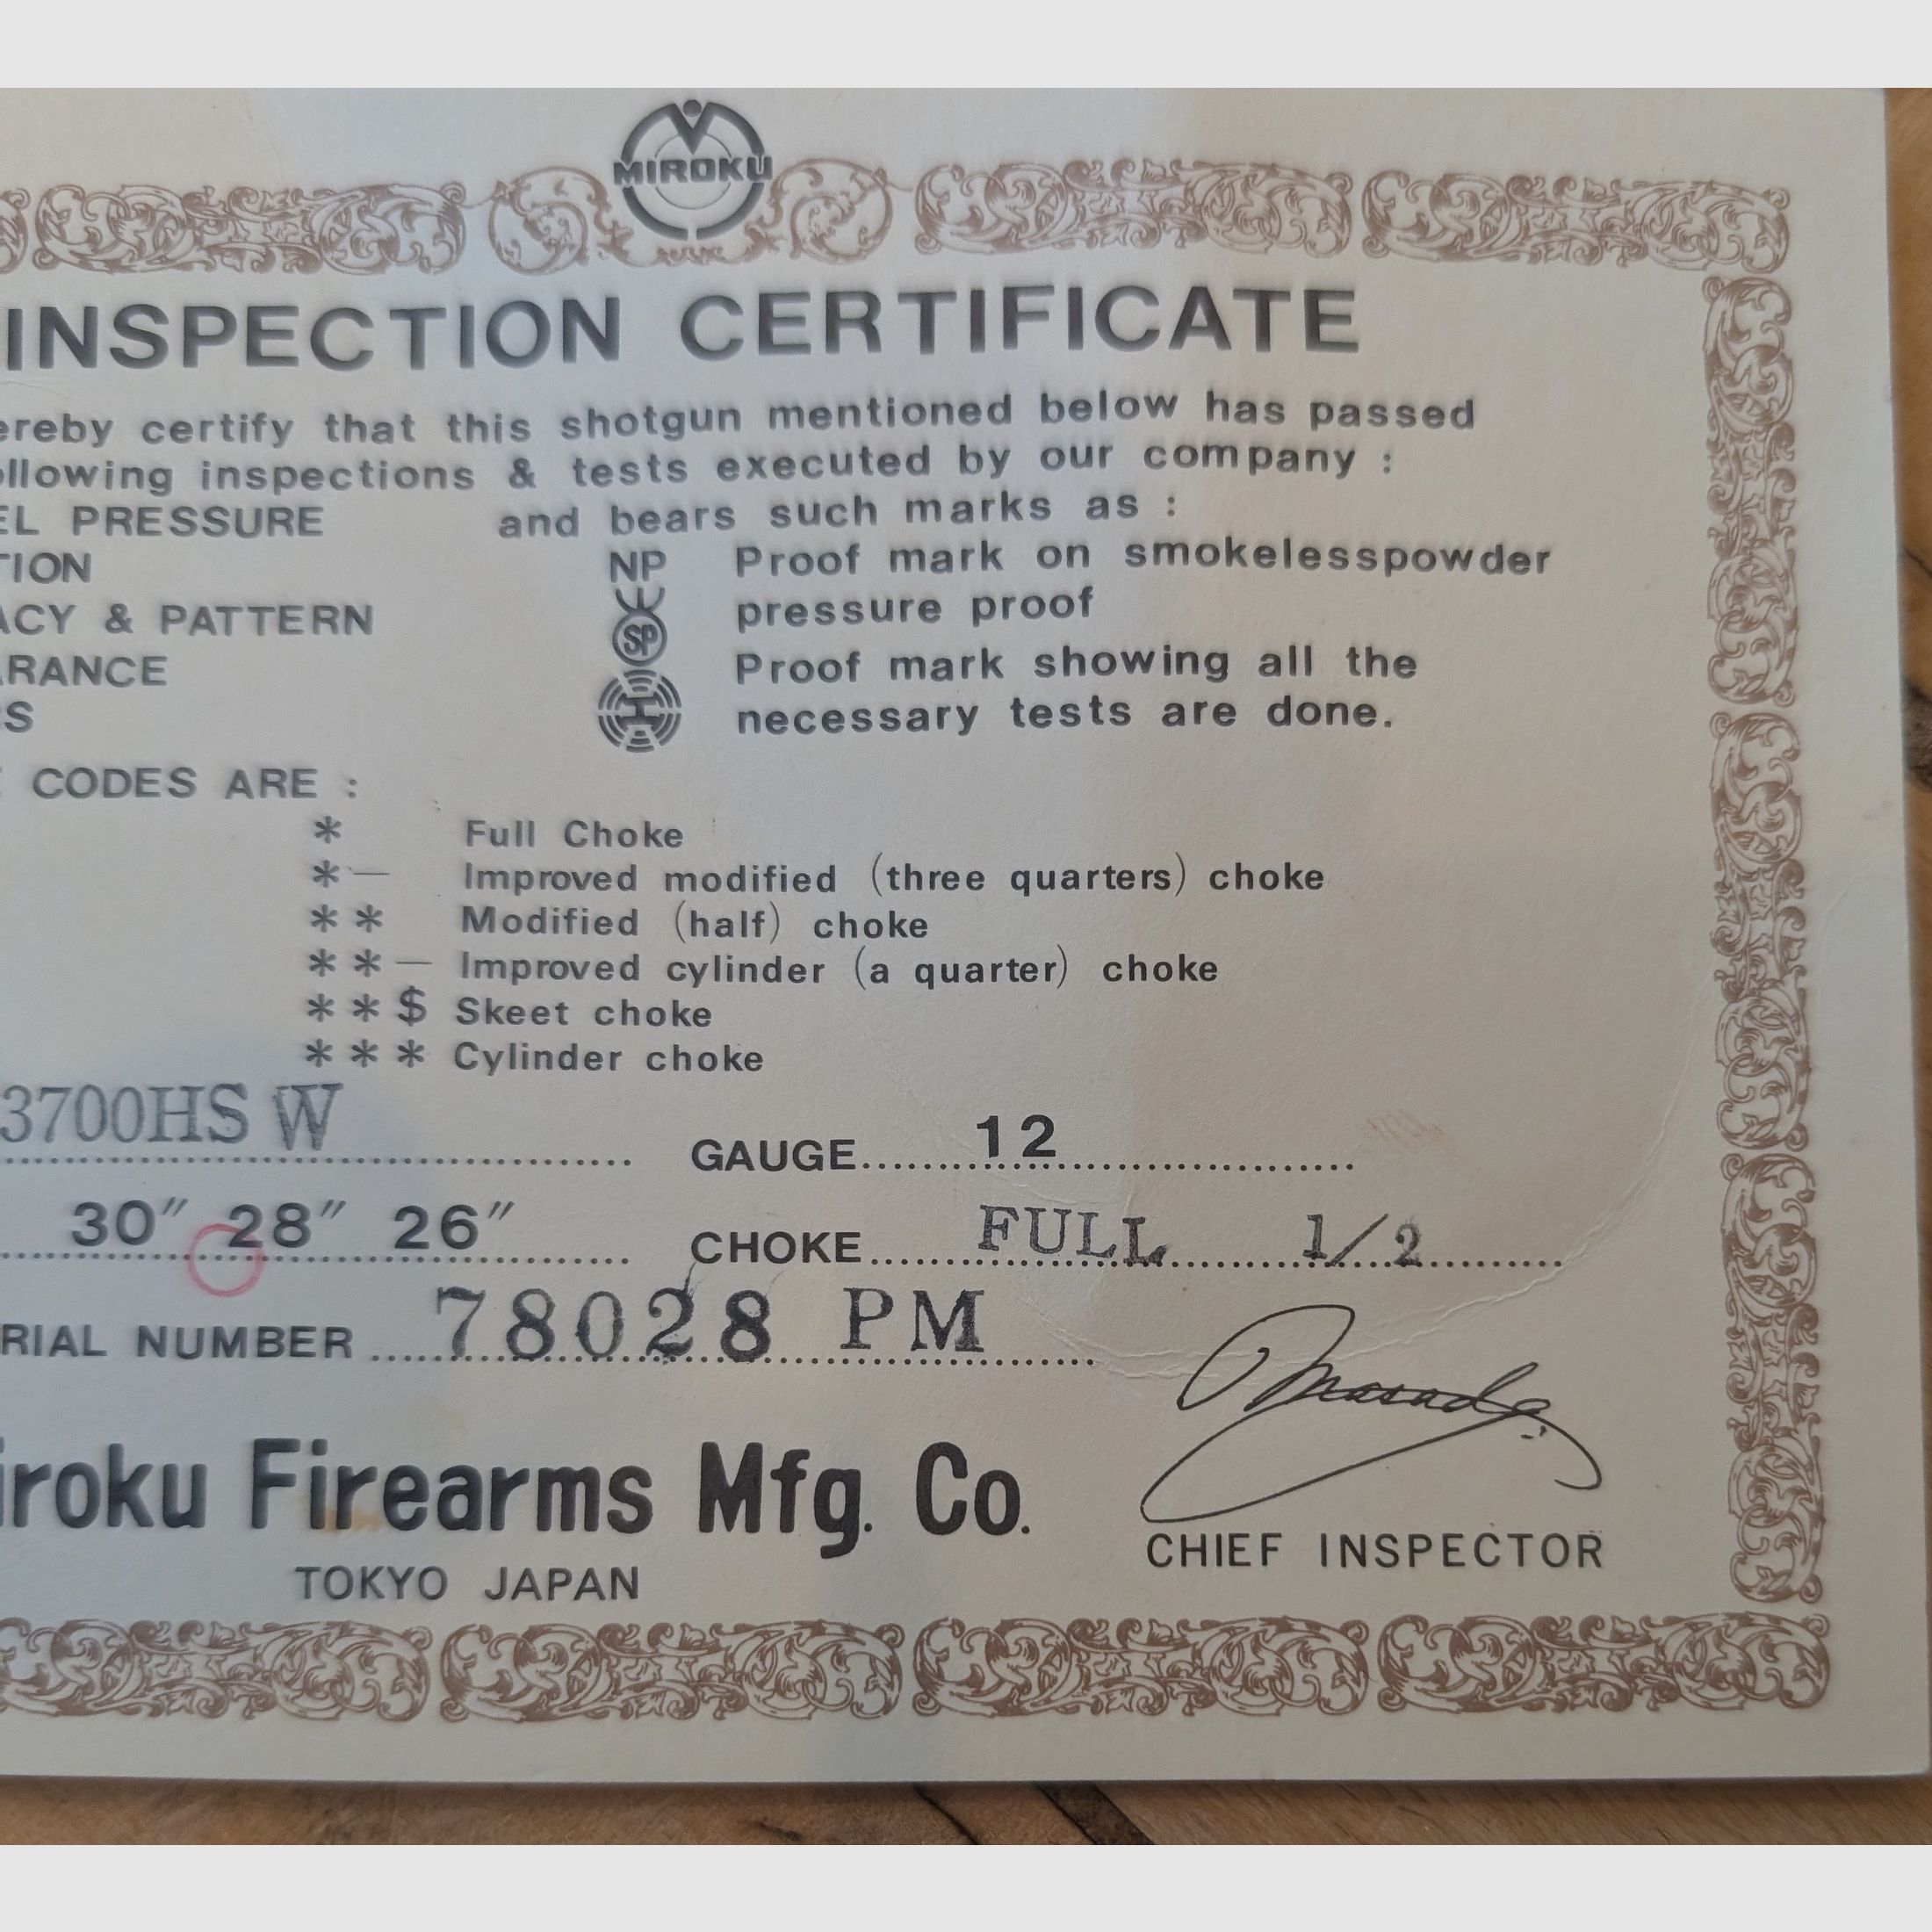 MIROKU
INSPECTION CERTIFICATE
ereby certify that this shotgun mentioned below has passed
ollowing inspections & tests executed by our company :
EL PRESSURE and bears such marks as :
TION NP Proof mark on smokelesspowder
pressure proof
ACY & PATTERN SP
RANCE Proof mark showing all the
S necessary tests are done.
CODES ARE :
* Full Choke
*— Improved modified (three quarters) choke
** Modified (half) choke
**— Improved cylinder (a quarter) choke
**$ Skeet choke
*** Cylinder choke
3700HS W GAUGE 12
30" 28" 26" CHOKE FULL 1/2
RIAL NUMBER 78028 PM
iroku Firearms Mfg. Co.
TOKYO JAPAN
CHIEF INSPECTOR